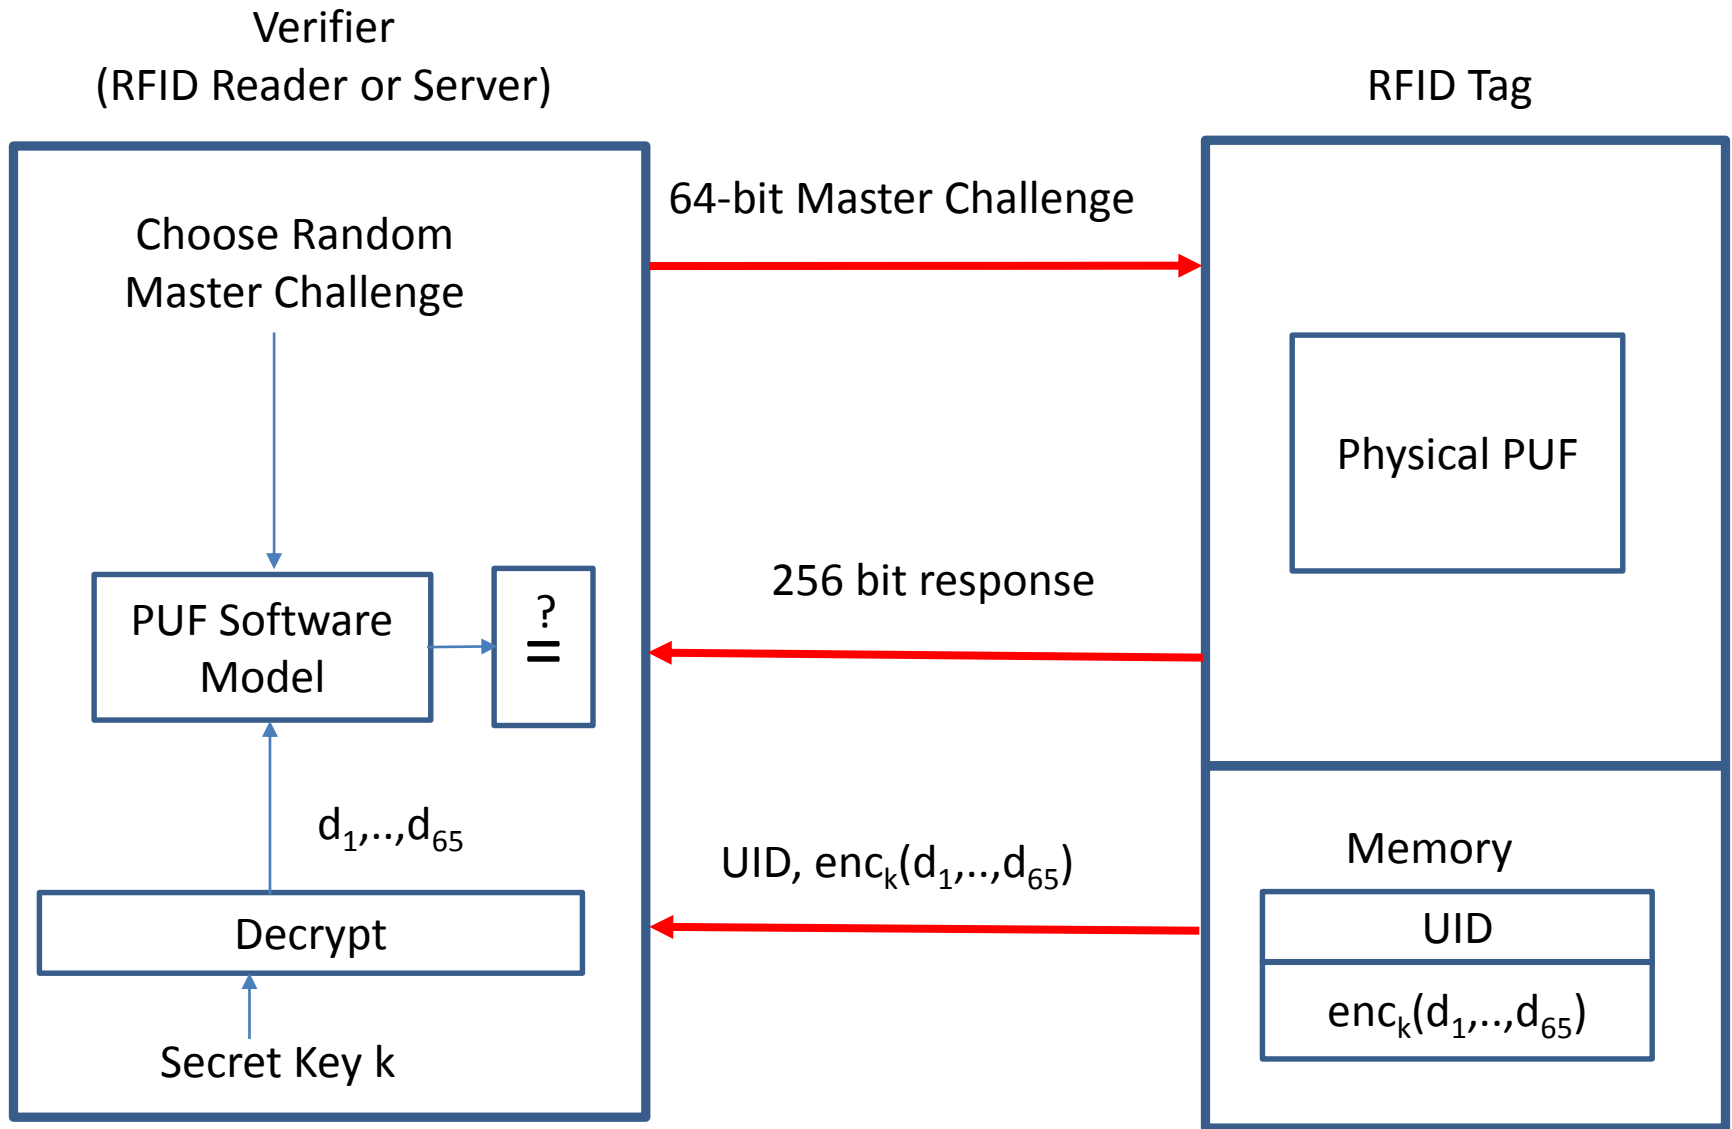 Verifier
(RFID Reader or Server)
RFID Tag
64-bit Master Challenge
Choose Random
Master Challenge
Physical PUF
256 bit response
PUF Software
Model
?
=
d₁,..,d₆₅
UID, encₖ(d₁,..,d₆₅)
Memory
UID
encₖ(d₁,..,d₆₅)
Decrypt
Secret Key k